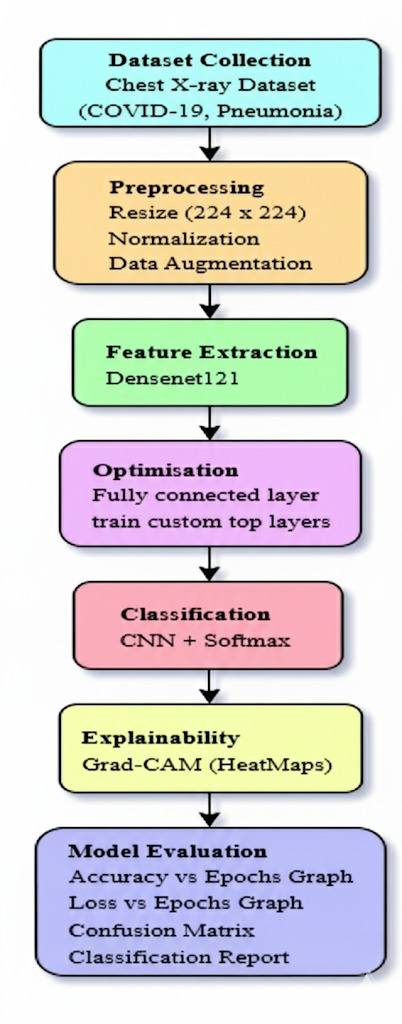 Dataset Collection
Chest X-ray Dataset
(COVID-19, Pneumonia)
Preprocessing
Resize (224 x 224)
Normalization
Data Augmentation
Feature Extraction
Densenet121
Optimisation
Fully connected layer
train custom top layers
Classification
CNN + Softmax
Explainability
Grad-CAM (HeatMaps)
Model Evaluation
Accuracy vs Epochs Graph
Loss vs Epochs Graph
Confusion Matrix
Classification Report